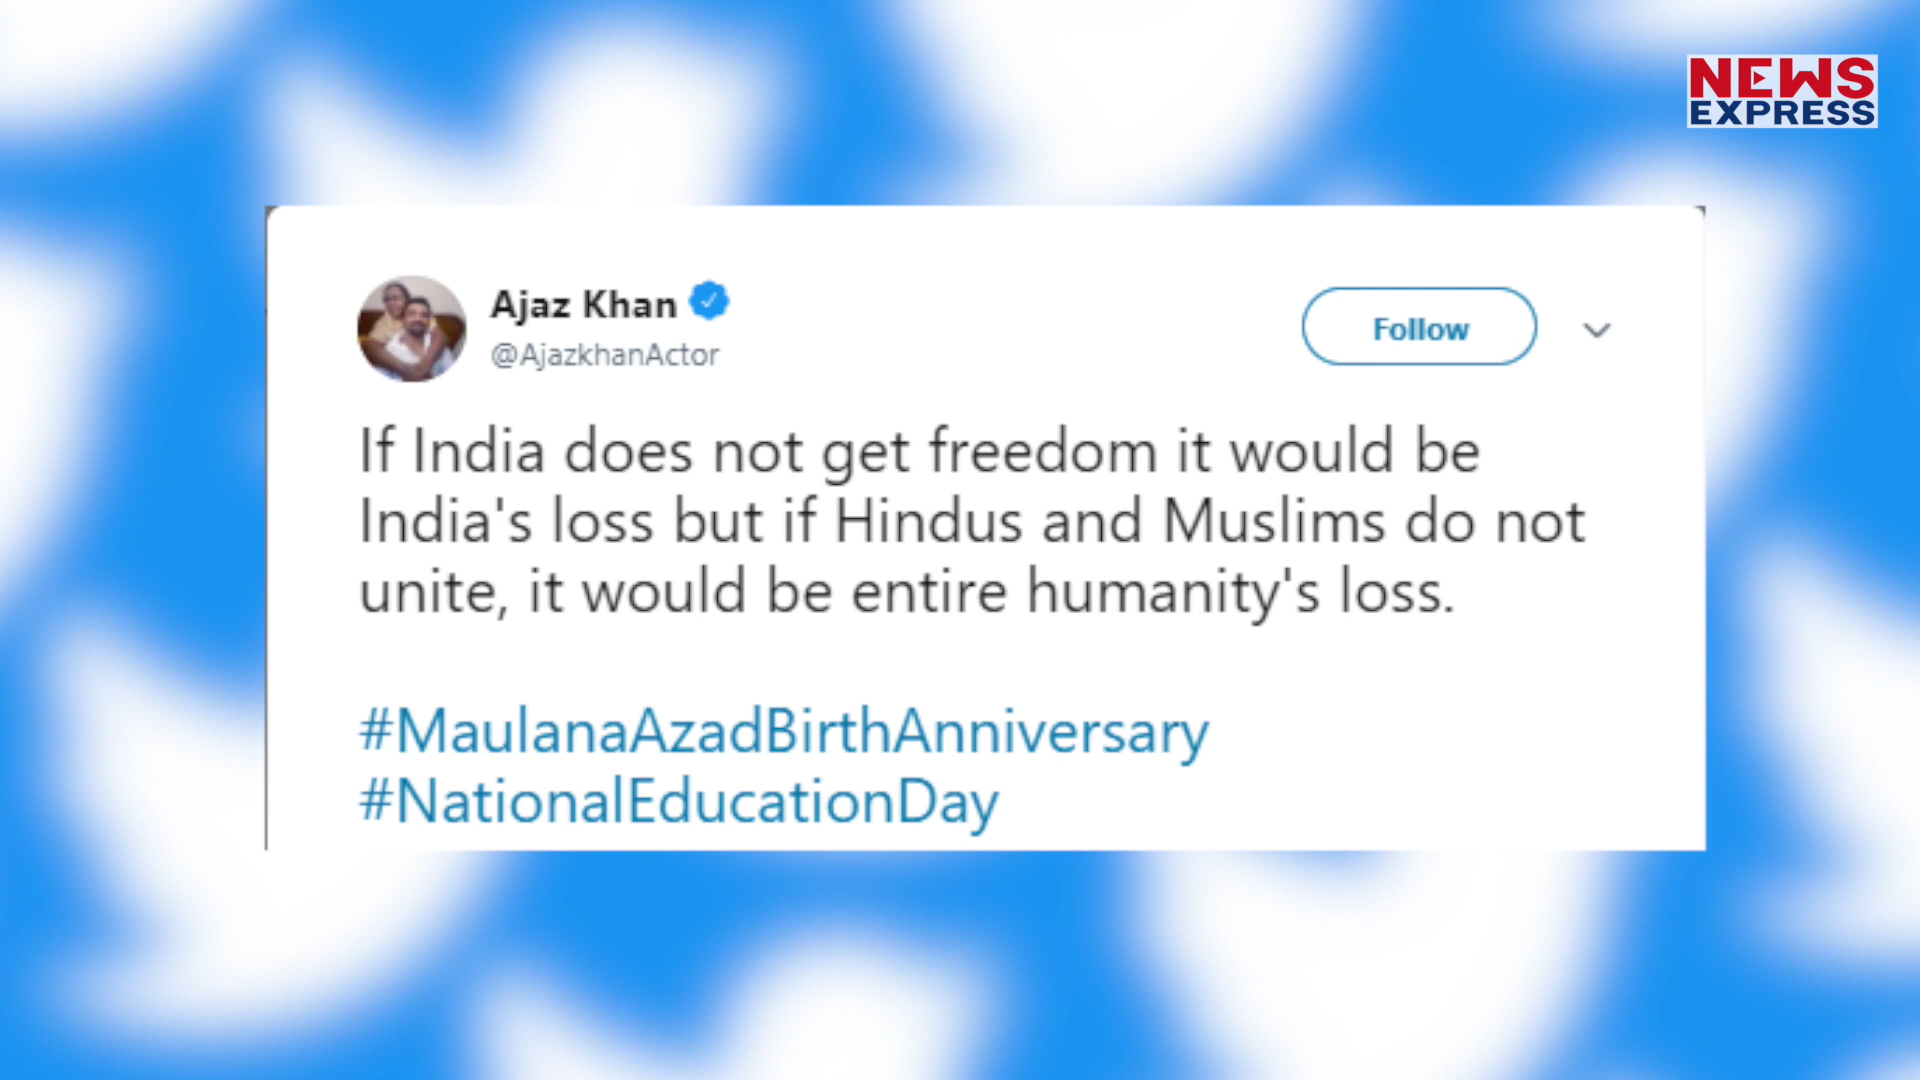 NEWS
EXPRESS
Ajaz Khan
@AjazkhanActor
Follow
If India does not get freedom it would be
India's loss but if Hindus and Muslims do not
unite, it would be entire humanity's loss.
#MaulanaAzadBirthAnniversary
#NationalEducationDay